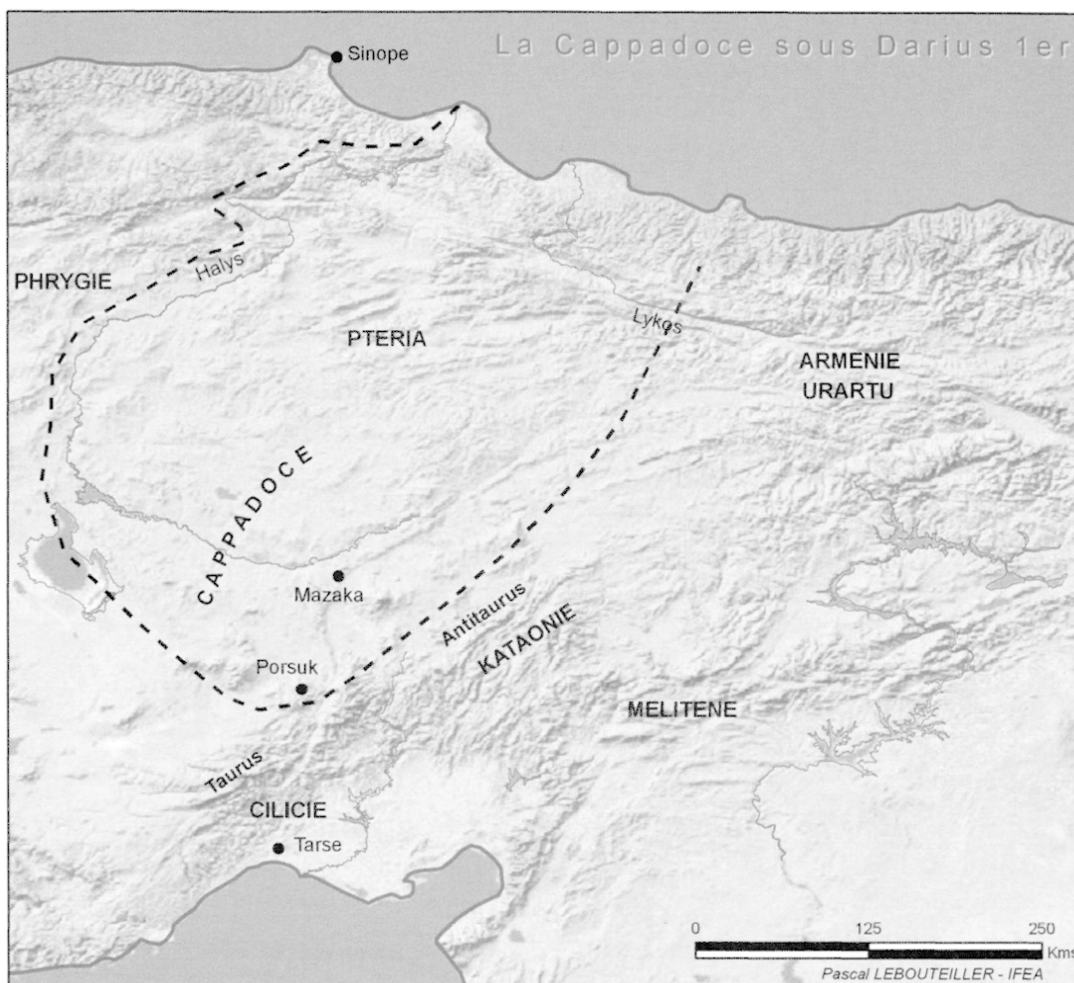 La Cappadoce sous Darius 1er
Sinope
PHRYGIE
Halys
PTERIA
Lykos
ARMENIE
URARTU
CAPPADOCE
Mazaka
Antitaurus
KATAONIE
Porsuk
MELITENE
Taurus
CILICIE
Tarse
0 125 250
Kms
Pascal LEBOUTEILLER - IFEA